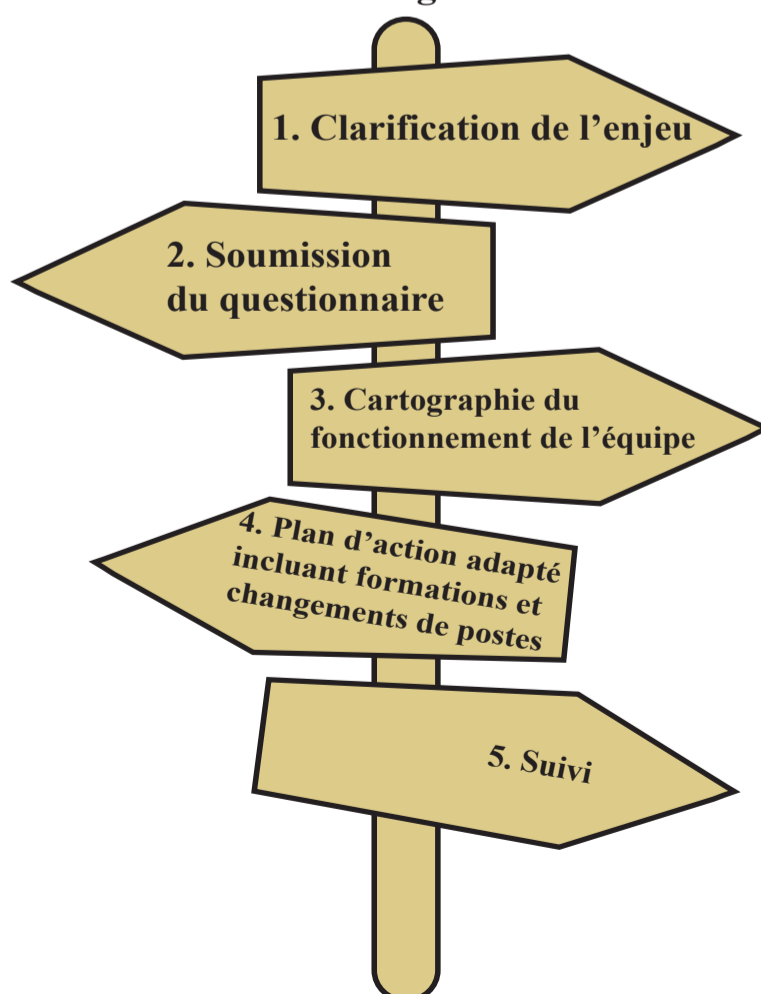 1. Clarification de l’enjeu
2. Soumission
du questionnaire
3. Cartographie du
fonctionnement de l’équipe
4. Plan d’action adapté
incluant formations et
changements de postes
5. Suivi